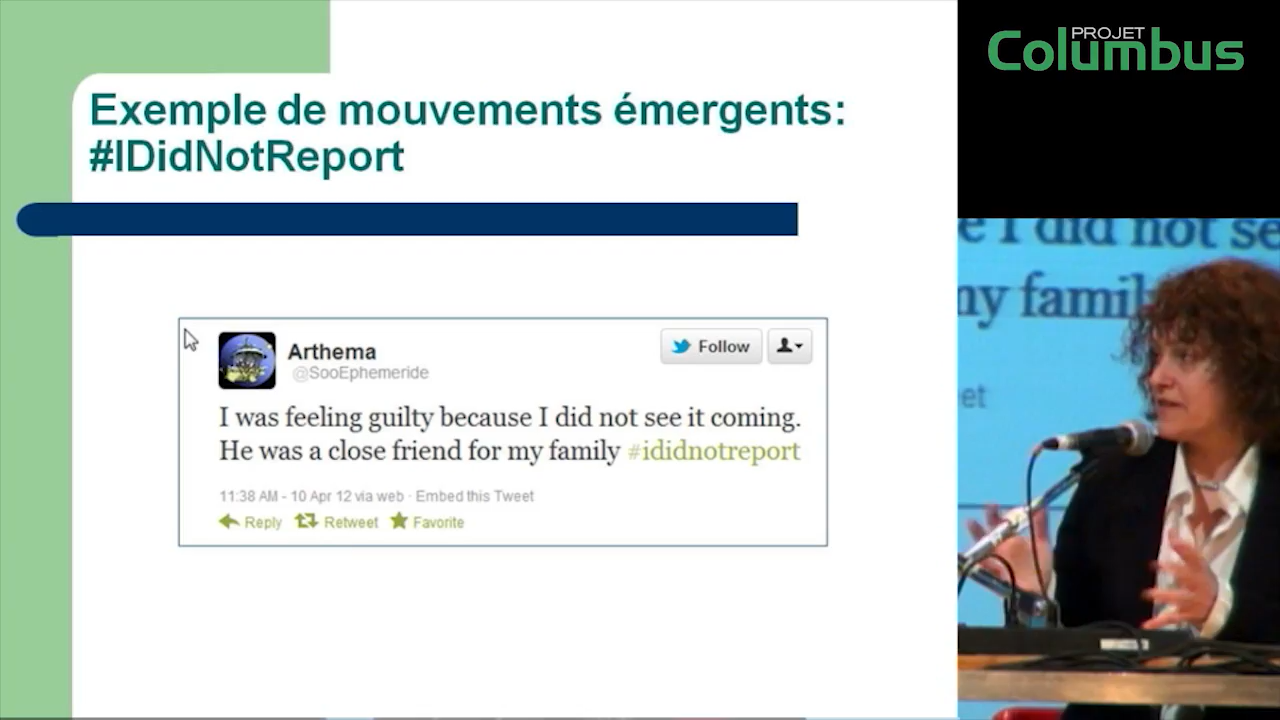 PROJET
Columbus
Exemple de mouvements émergents:
#IDidNotReport
Arthema
@SooEphemeride
Follow
I was feeling guilty because I did not see it coming.
He was a close friend for my family #ididnotreport
11:38 AM - 10 Apr 12 via web · Embed this Tweet
Reply Retweet Favorite
e I did not se
my famil
et